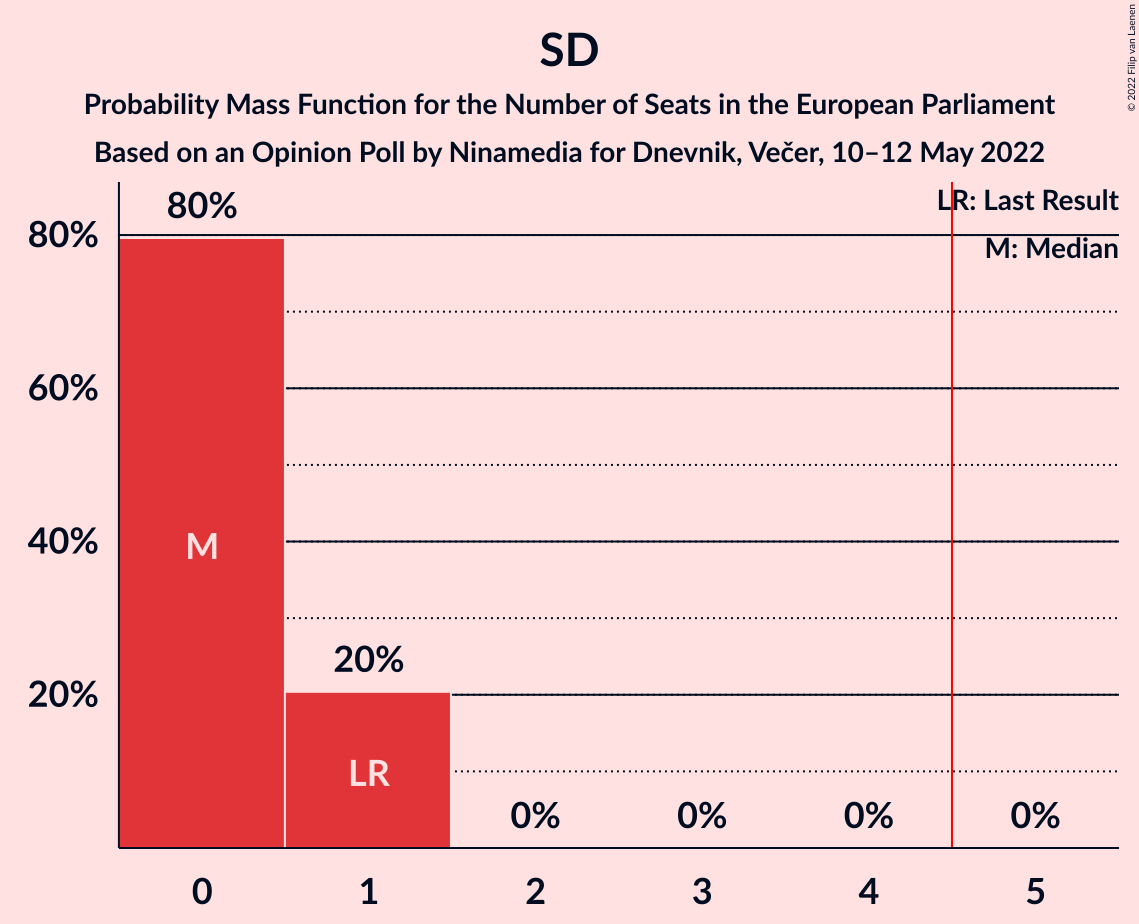 SD
Probability Mass Function for the Number of Seats in the European Parliament
Based on an Opinion Poll by Ninamedia for Dnevnik, Večer, 10–12 May 2022
© 2022 Filip van Laenen
LR: Last Result
M: Median
80%
80%
60%
40%
20%
M
20%
LR
0%
0%
0%
0%
0
1
2
3
4
5